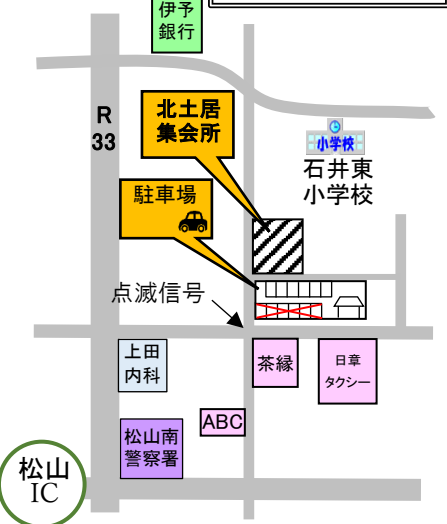 伊予
銀行
R
33
北土居
集会所
小学校
石井東
小学校
駐車場
点滅信号
上田
内科
茶縁
日章
タクシー
ABC
松山南
警察署
松山
IC